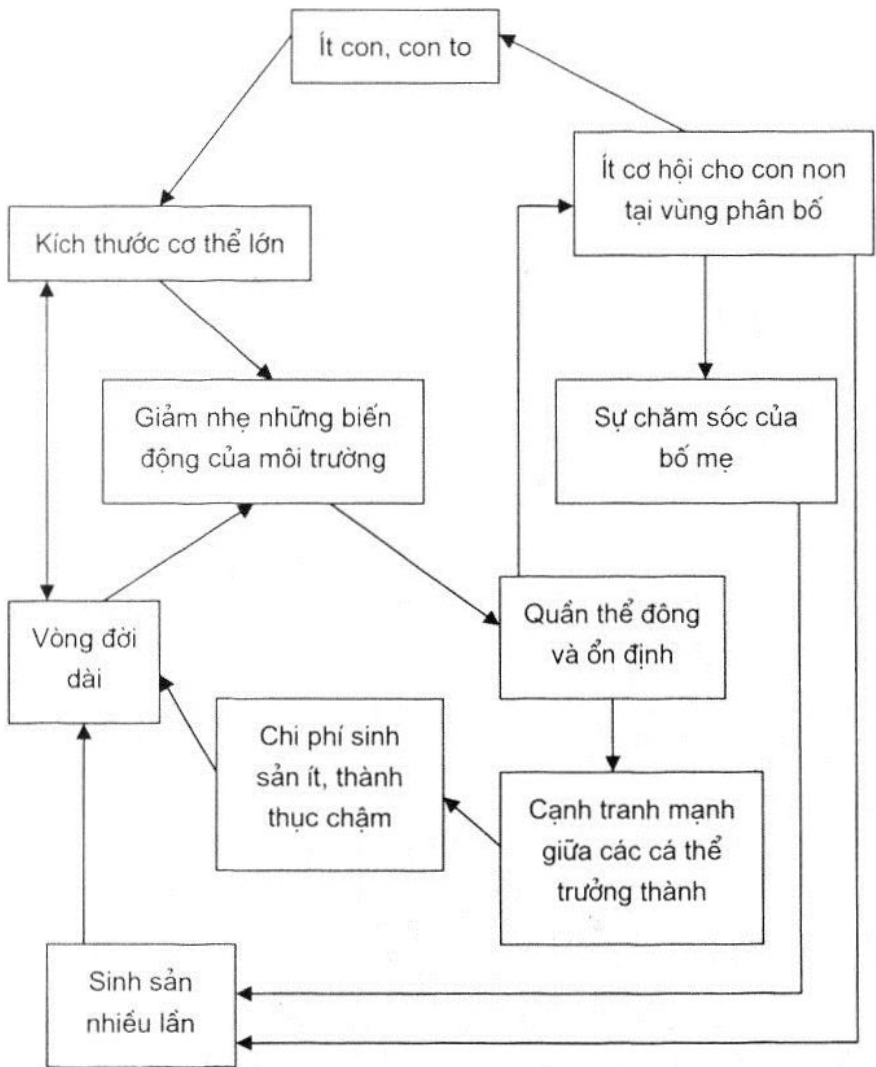 Ít con, con to
Ít cơ hội cho con non
tại vùng phân bố
Kích thước cơ thể lớn
Giảm nhẹ những biến
động của môi trường
Sự chăm sóc của
bố mẹ
Vòng đời
dài
Quần thể đông
và ổn định
Chi phí sinh
sản ít, thành
thục chậm
Cạnh tranh mạnh
giữa các cá thể
trưởng thành
Sinh sản
nhiều lần